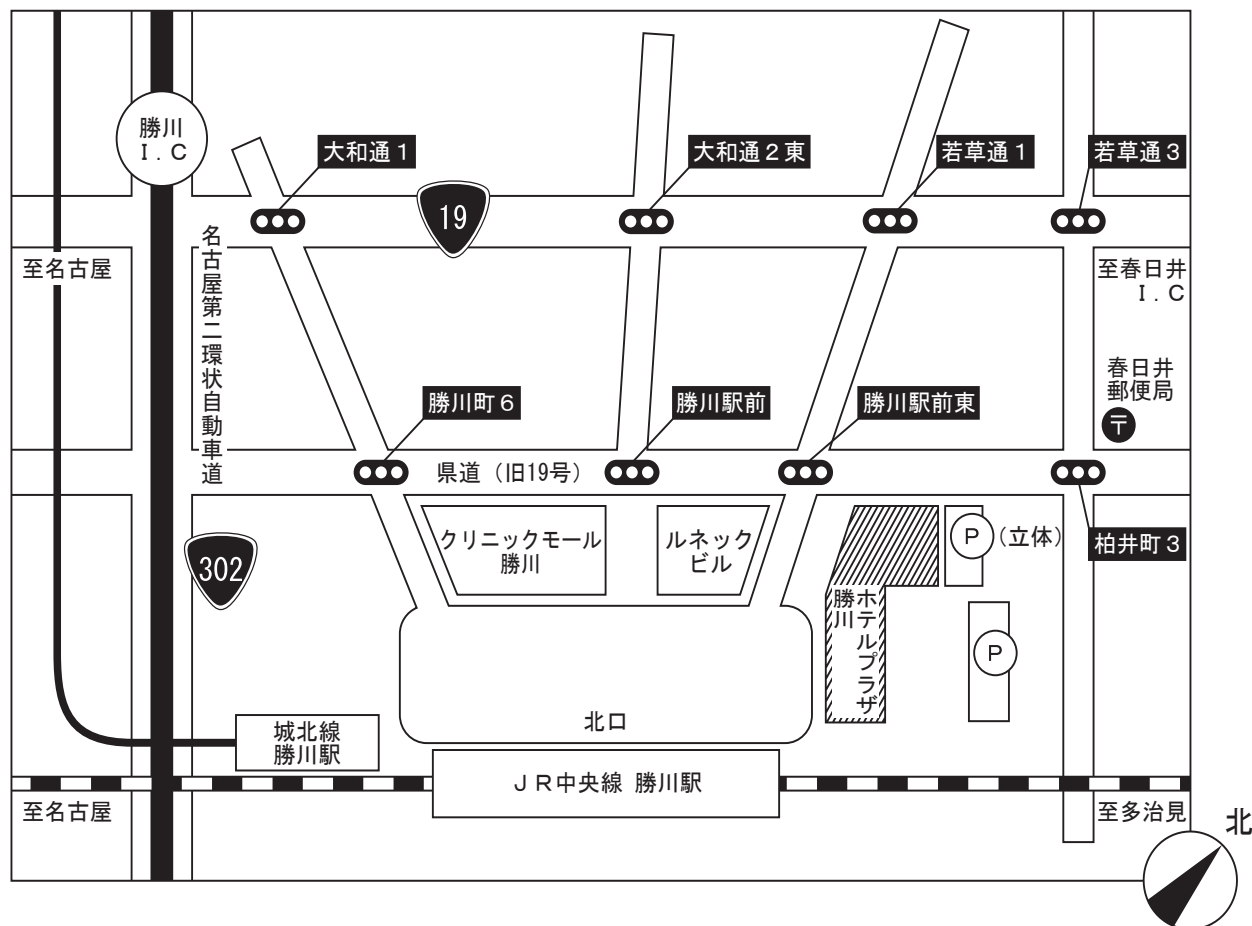 勝川
I.C
大和通1
大和通2東
若草通1
若草通3
19
至名古屋
名古屋第二環状自動車道
至春日井
I.C
春日井
郵便局
〒
勝川町6
勝川駅前
勝川駅前東
県道（旧19号）
柏井町3
302
クリニックモール
勝川
ルネック
ビル
P
(立体)
ホテルプラザ
勝川
P
北口
城北線
勝川駅
JR中央線 勝川駅
至名古屋
至多治見
北